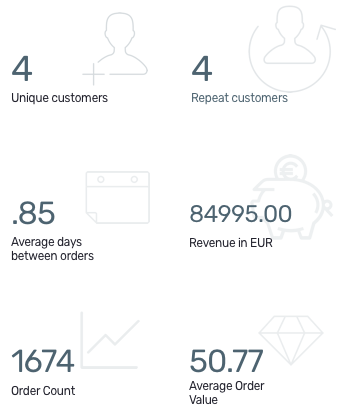 4
Unique customers
4
Repeat customers
.85
Average days
between orders
84995.00
Revenue in EUR
1674
Order Count
50.77
Average Order
Value